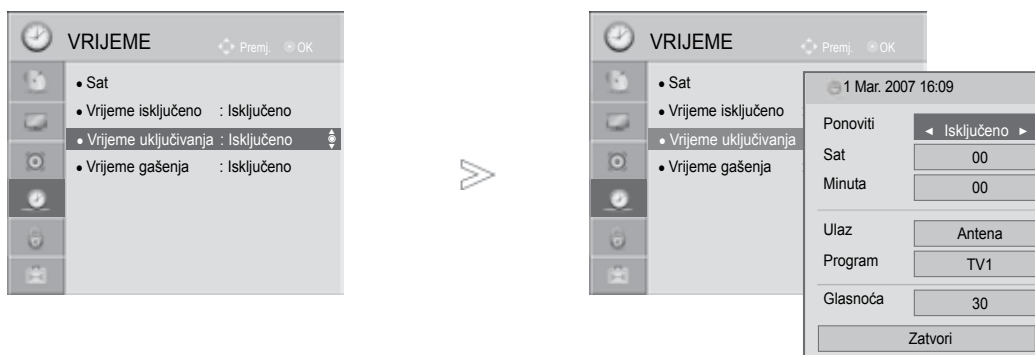 VRIJEME
Premj. OK
• Sat
• Vrijeme isključeno : Isključeno
• Vrijeme uključivanja : Isključeno
• Vrijeme gašenja : Isključeno
VRIJEME
Premj. OK
• Sat
• Vrijeme isključeno :
• Vrijeme uključivanja
• Vrijeme gašenja
1 Mar. 2007 16:09
Ponoviti ◄ Isključeno ►
Sat 00
Minuta 00
Ulaz Antena
Program TV1
Glasnoća 30
Zatvori